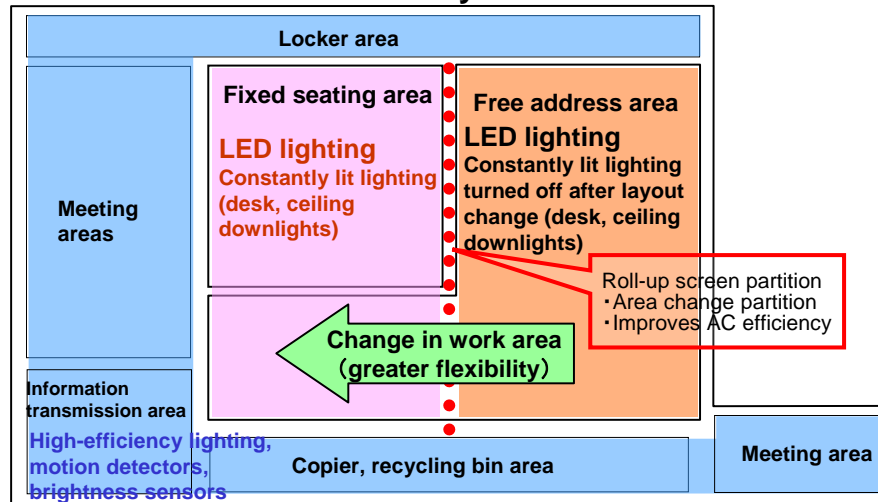 Locker area
Fixed seating area
LED lighting
Constantly lit lighting
(desk, ceiling
downlights)
Free address area
LED lighting
Constantly lit lighting
turned off after layout
change (desk, ceiling
downlights)
Meeting
areas
Roll-up screen partition
・Area change partition
・Improves AC efficiency
Change in work area
（greater flexibility）
Information
transmission area
High-efficiency lighting,
motion detectors,
brightness sensors
Copier, recycling bin area
Meeting area